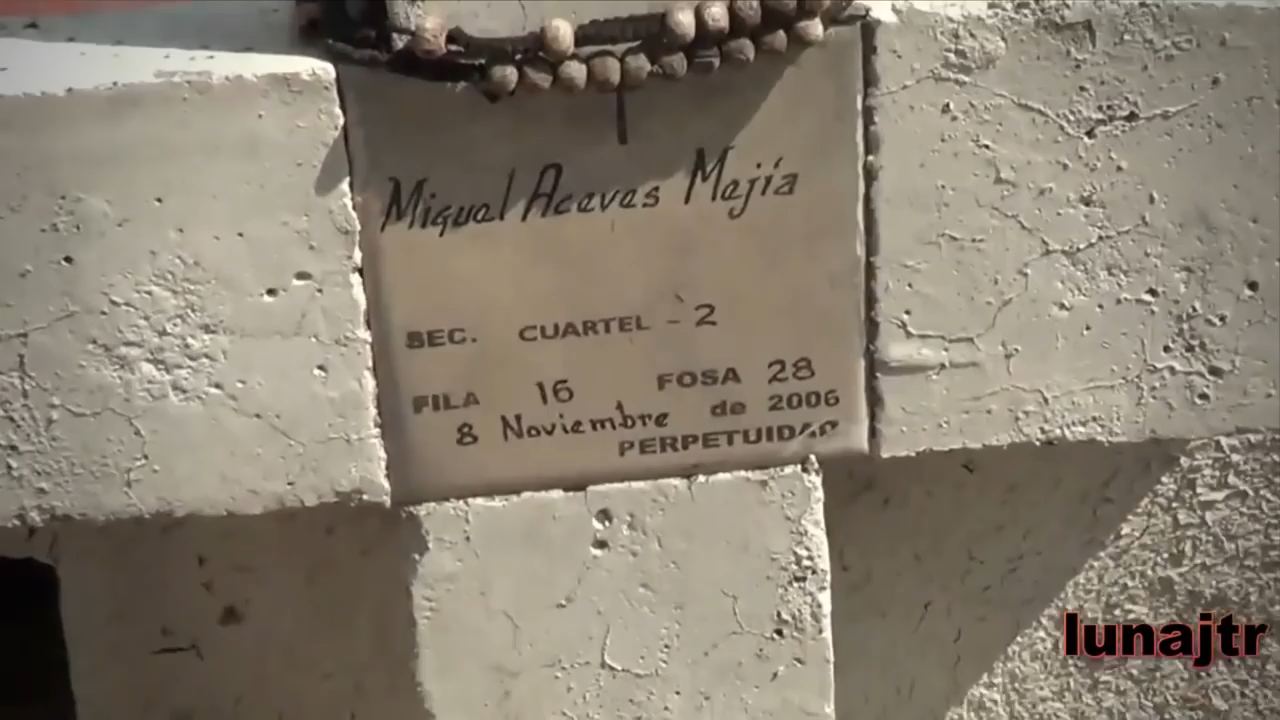 Miguel Aceves Mejía
SEC. CUARTEL - 2
FILA 16 FOSA 28
8 Noviembre de 2006
PERPETUIDAD
lunajtr